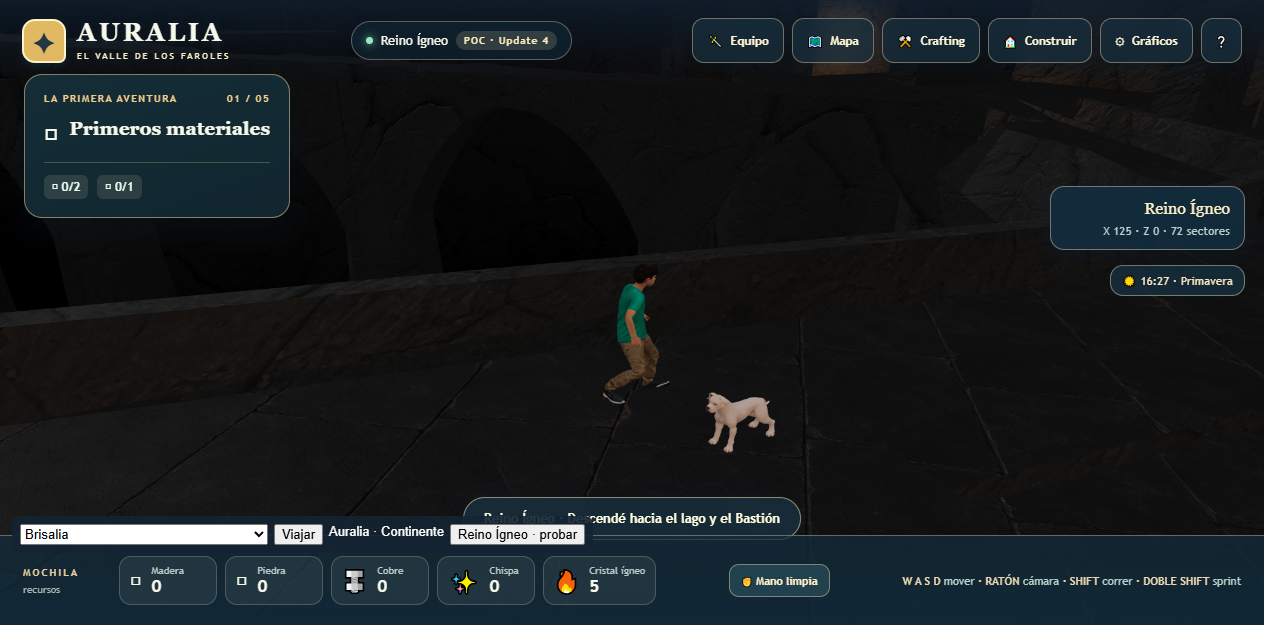 AURALIA
EL VALLE DE LOS FAROLES
Reino Ígneo POC · Update 4
Equipo
Mapa
Crafting
Construir
Gráficos
?
LA PRIMERA AVENTURA 01 / 05
Primeros materiales
0/2 0/1
Reino Ígneo
X 125 · Z 0 · 72 sectores
16:27 · Primavera
Reino Ígneo · Descendé hacia el lago y el Bastión
Brisalia Viajar Auralia · Continente Reino Ígneo · probar
MOCHILA
recursos
Madera
0
Piedra
0
Cobre
0
Chispa
0
Cristal ígneo
5
Mano limpia
W A S D mover · RATÓN cámara · SHIFT correr · DOBLE SHIFT sprint